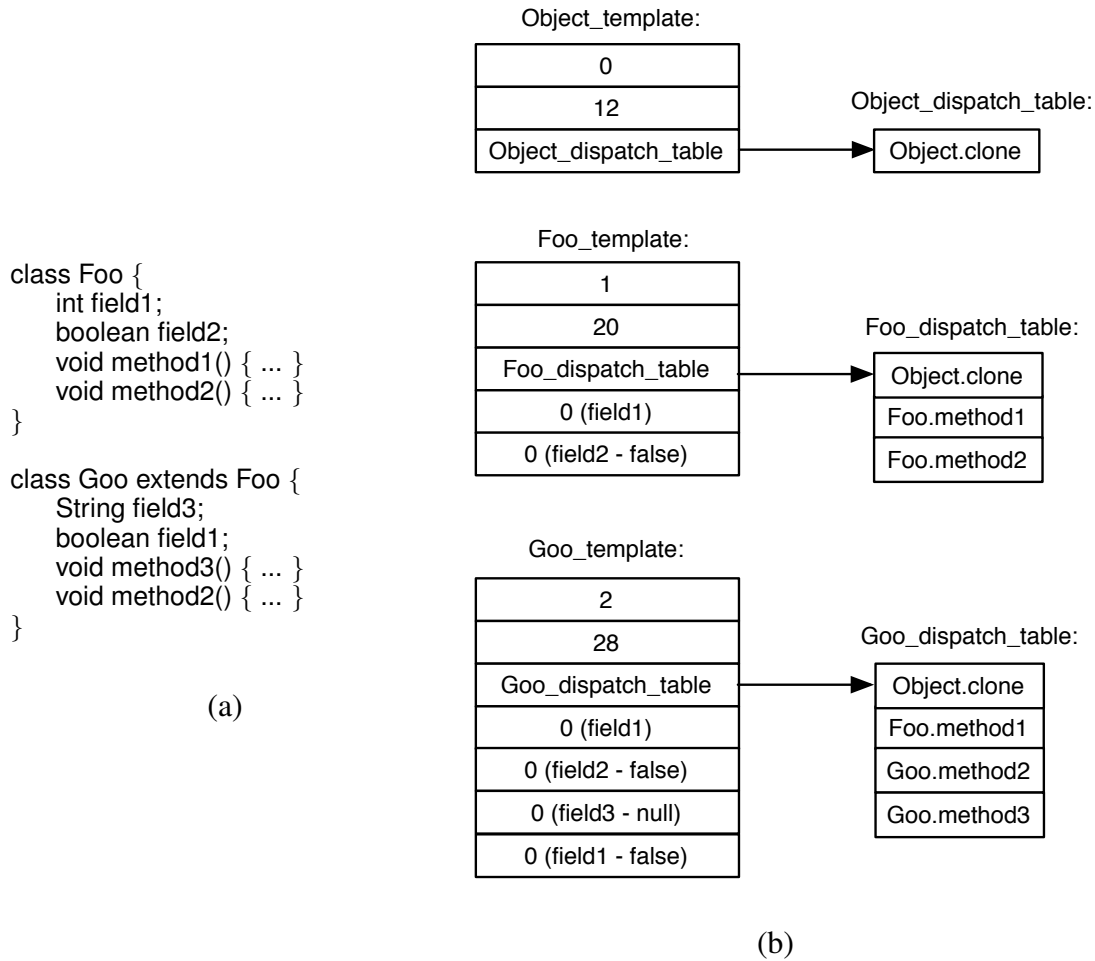 Object_template:
0
12
Object_dispatch_table
Object_dispatch_table:
Object.clone
class Foo {
int field1;
boolean field2;
void method1() { ... }
void method2() { ... }
}
class Goo extends Foo {
String field3;
boolean field1;
void method3() { ... }
void method2() { ... }
}
(a)
Foo_template:
1
20
Foo_dispatch_table
0 (field1)
0 (field2 - false)
Foo_dispatch_table:
Object.clone
Foo.method1
Foo.method2
Goo_template:
2
28
Goo_dispatch_table
0 (field1)
0 (field2 - false)
0 (field3 - null)
0 (field1 - false)
Goo_dispatch_table:
Object.clone
Foo.method1
Goo.method2
Goo.method3
(b)